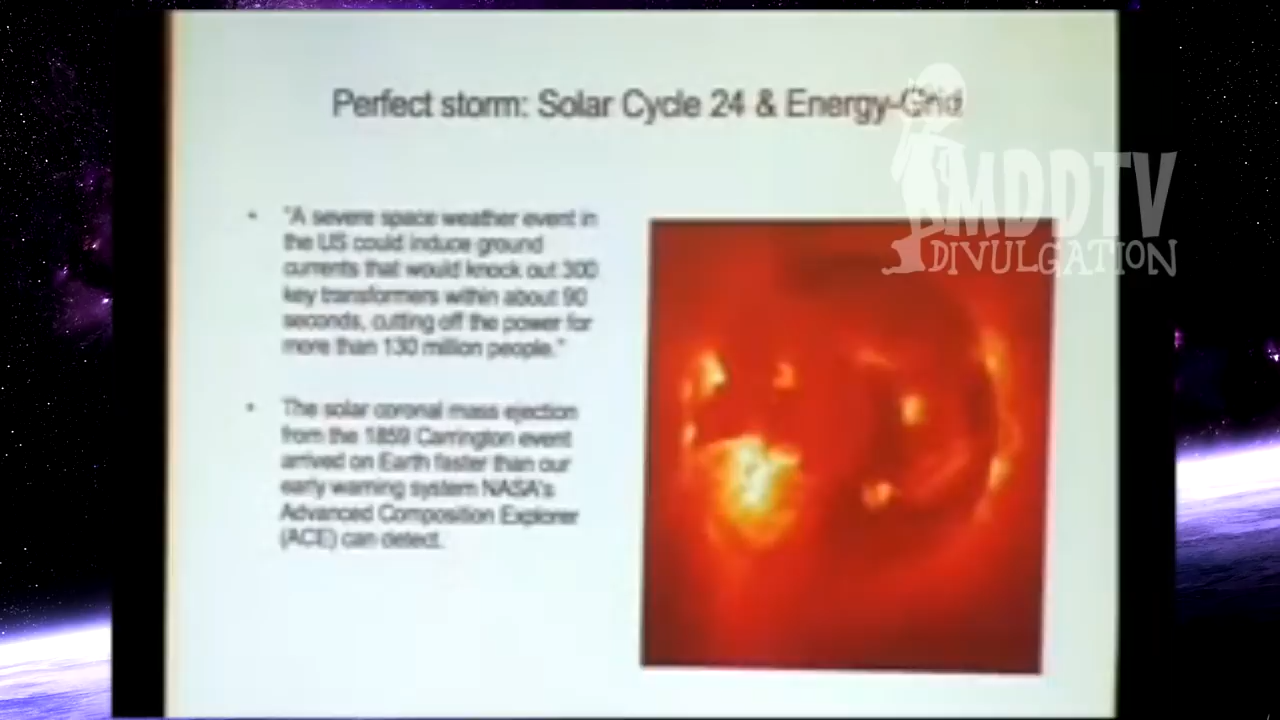 Perfect storm: Solar Cycle 24 & Energy-Grid
MDDTV
DIVULGATION
• "A severe space weather event in
the US could induce ground
currents that would knock out 300
key transformers within about 90
seconds, cutting off the power for
more than 130 million people."
• The solar coronal mass ejection
from the 1859 Carrington event
arrived on Earth faster than our
early warning system NASA's
Advanced Composition Explorer
(ACE) can detect.